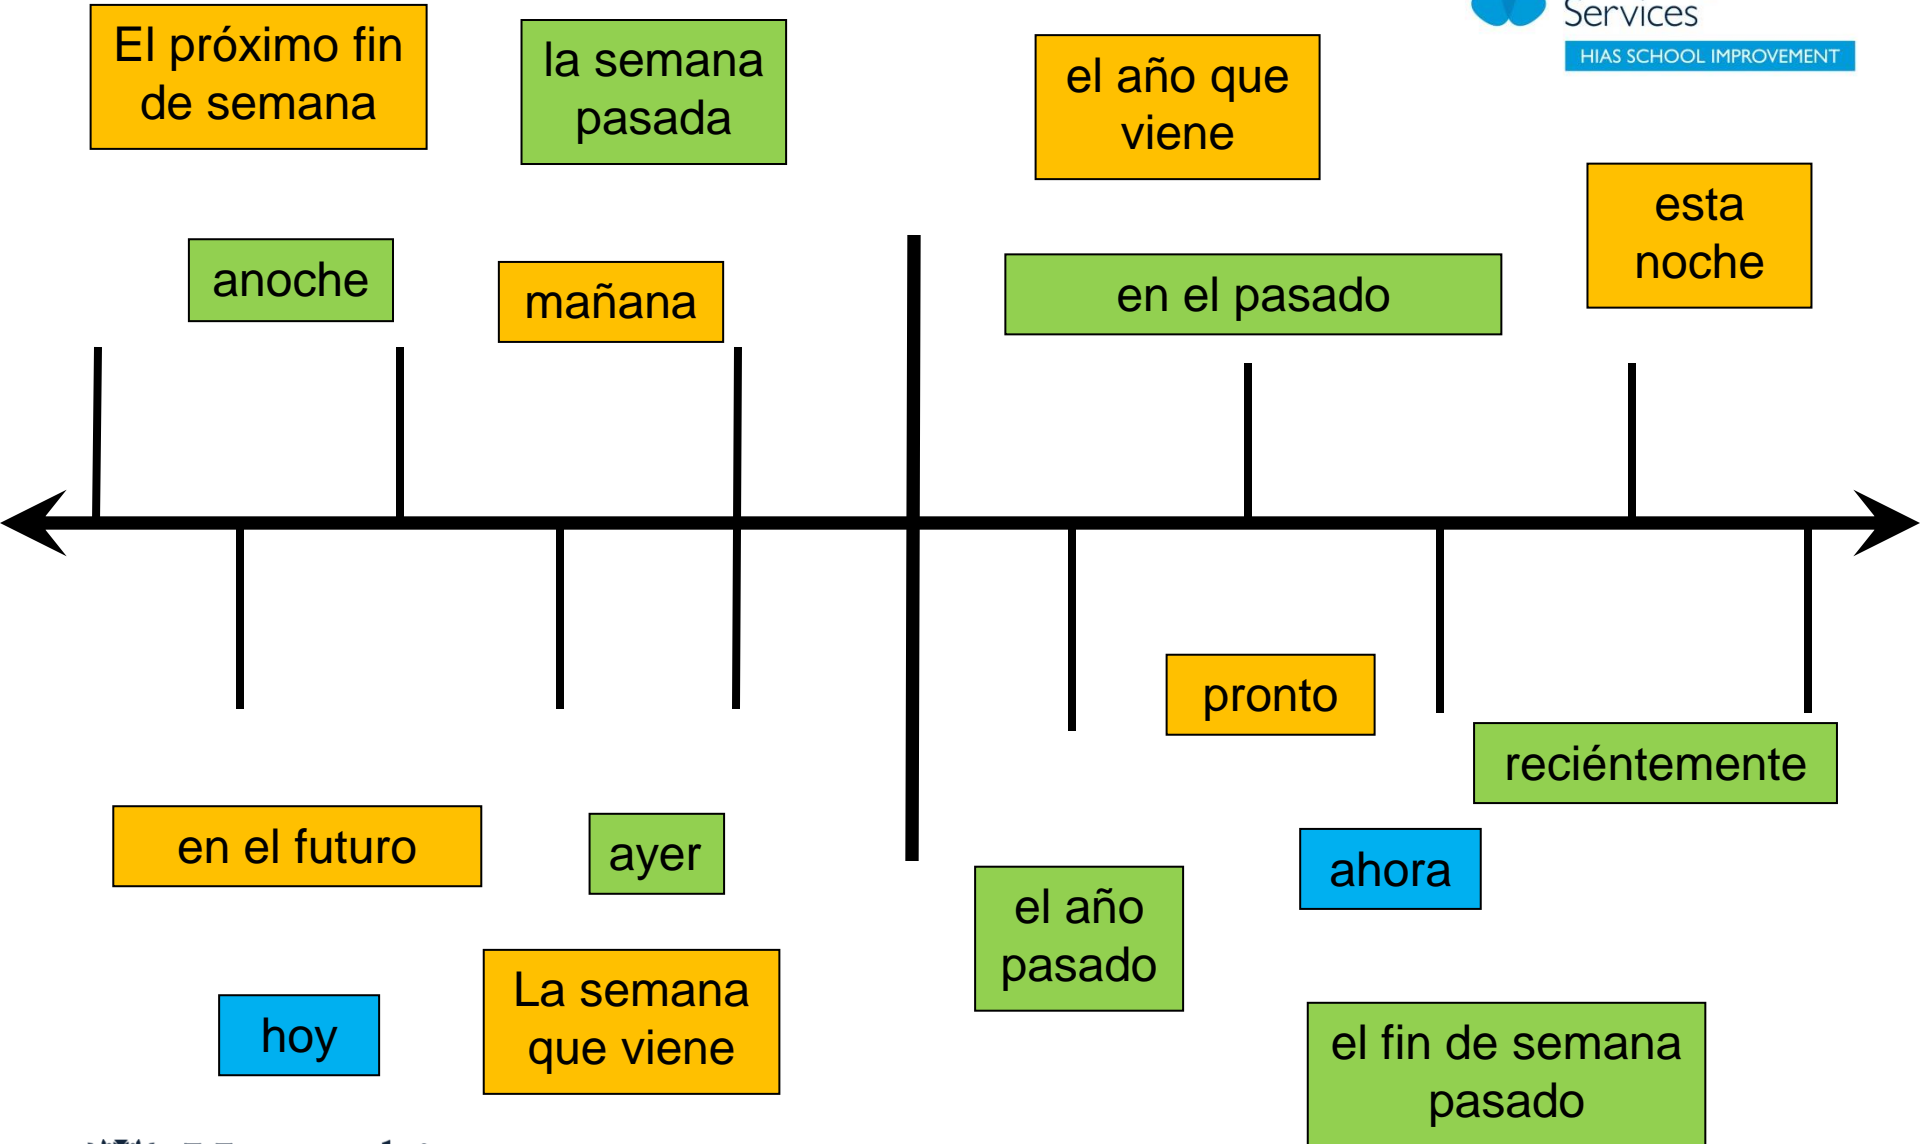 Services
HIAS SCHOOL IMPROVEMENT
El próximo fin
de semana
la semana
pasada
el año que
viene
esta
noche
anoche
mañana
en el pasado
pronto
reciéntemente
en el futuro
ayer
ahora
el año
pasado
La semana
que viene
hoy
el fin de semana
pasado